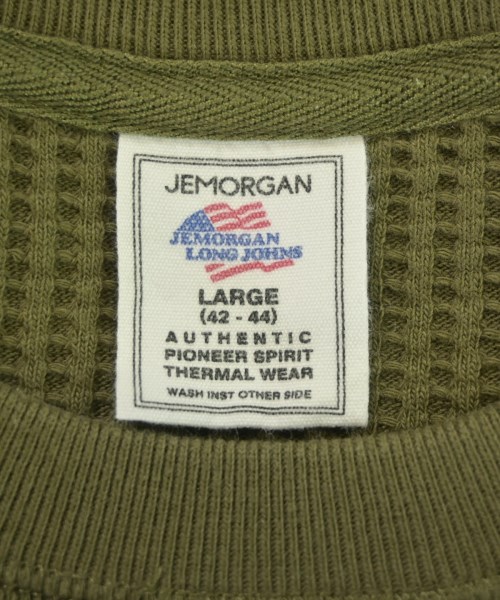 JEMORGAN
JEMORGAN
LONG JOHNS
LARGE
(42 - 44)
AUTHENTIC
PIONEER SPIRIT
THERMAL WEAR
WASH INST OTHER SIDE